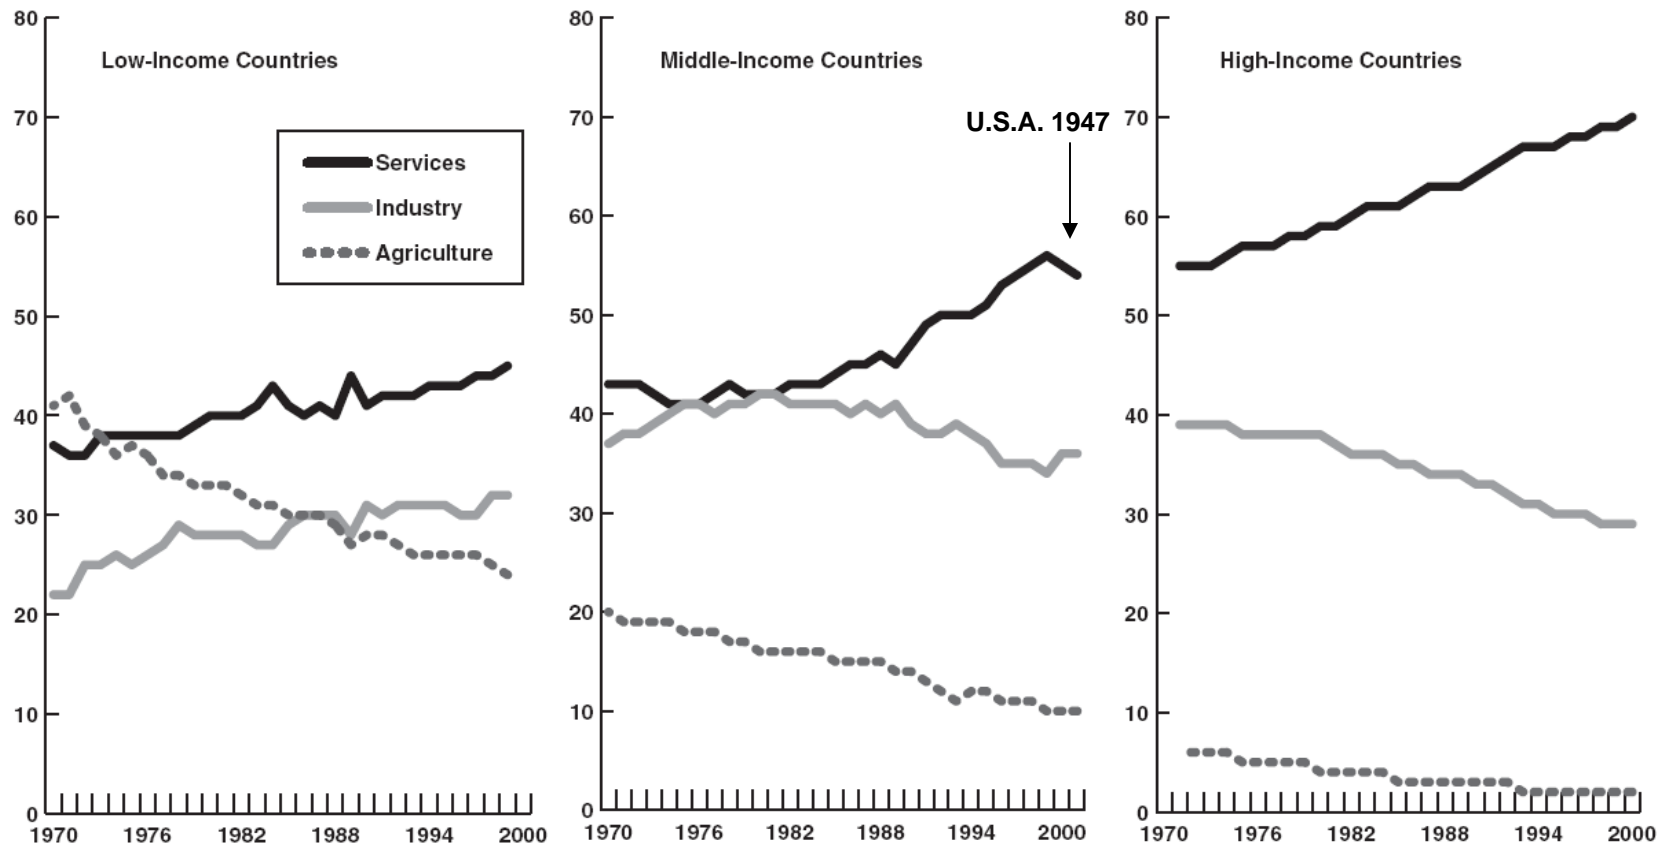 Low-Income Countries
80
70
60
50
40
30
20
10
0
1970 1976 1982 1988 1994 2000
Services
Industry
Agriculture
Middle-Income Countries
U.S.A. 1947
80
70
60
50
40
30
20
10
0
1970 1976 1982 1988 1994 2000
High-Income Countries
80
70
60
50
40
30
20
10
0
1970 1976 1982 1988 1994 2000